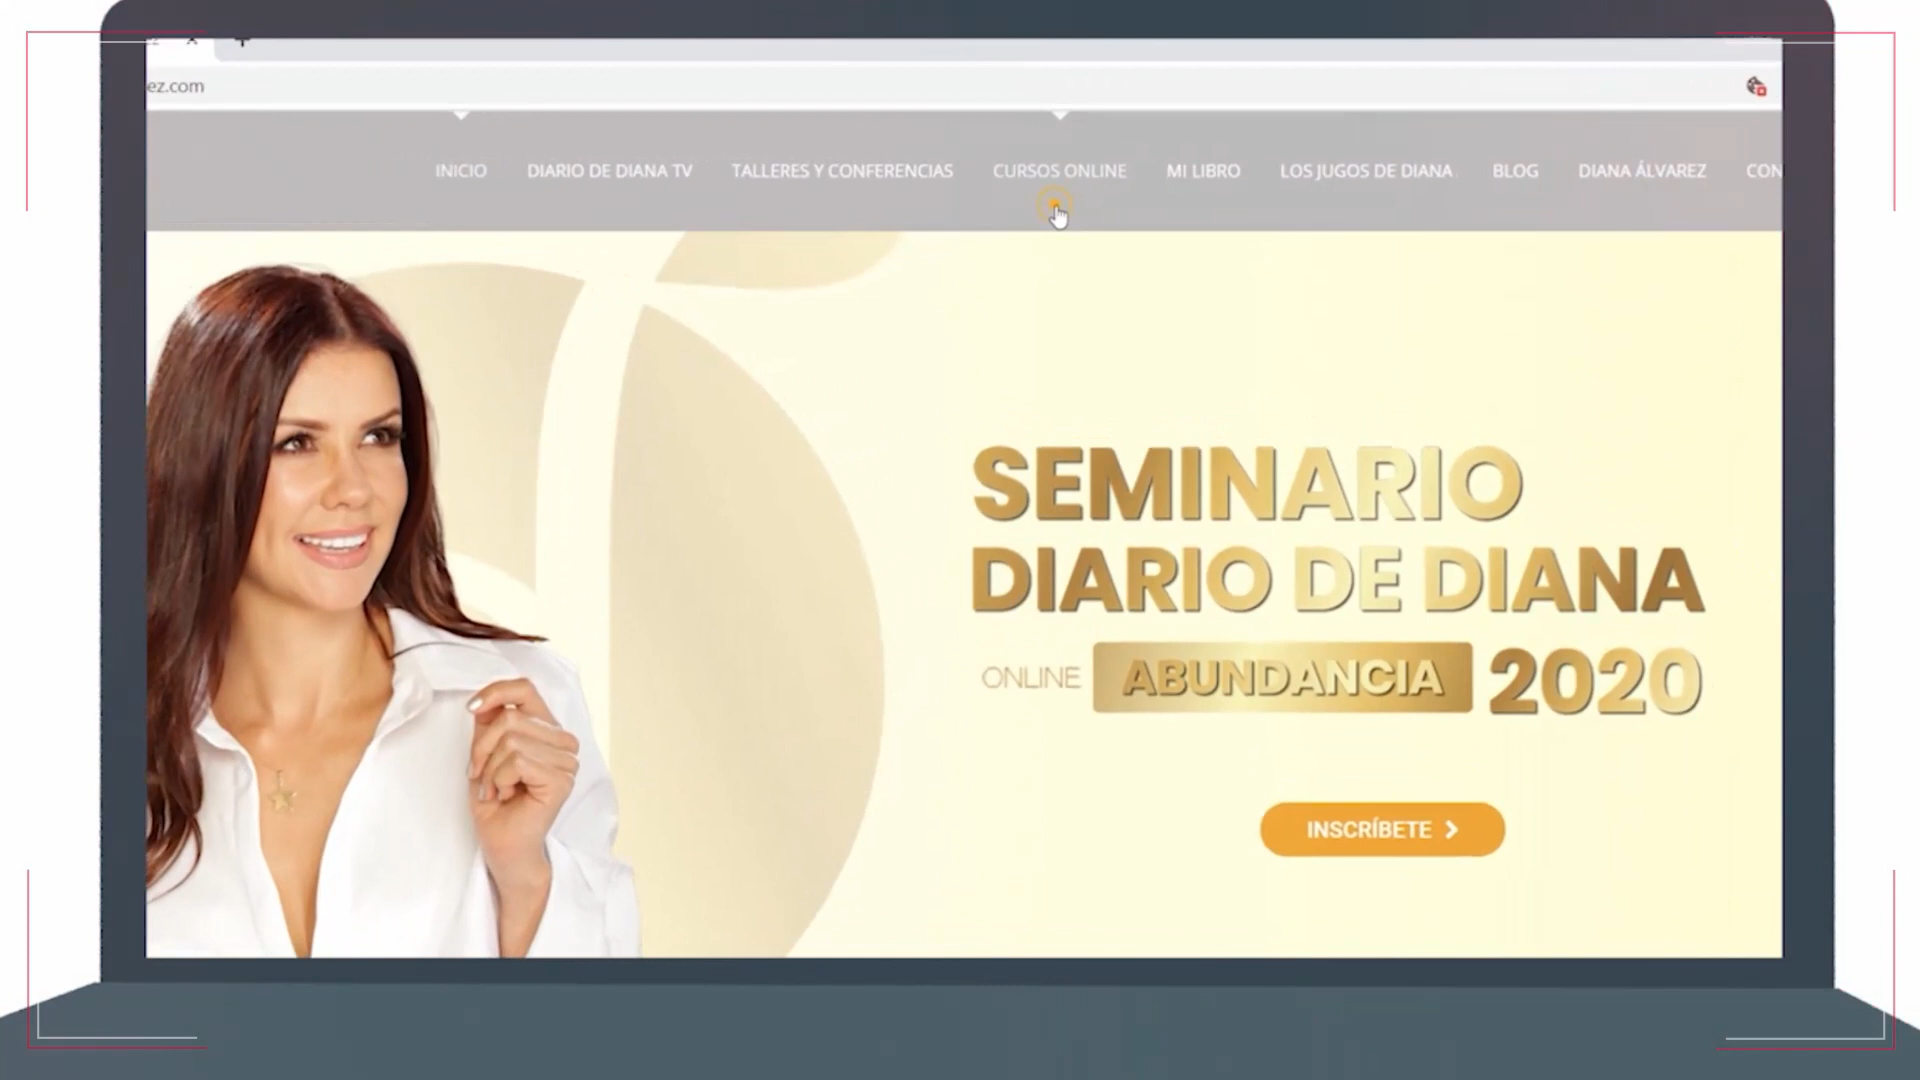 ez.com
INICIO DIARIO DE DIANA TV TALLERES Y CONFERENCIAS CURSOS ONLINE MI LIBRO LOS JUGOS DE DIANA BLOG DIANA ÁLVAREZ CON
SEMINARIO
DIARIO DE DIANA
ONLINE ABUNDANCIA 2020
INSCRÍBETE